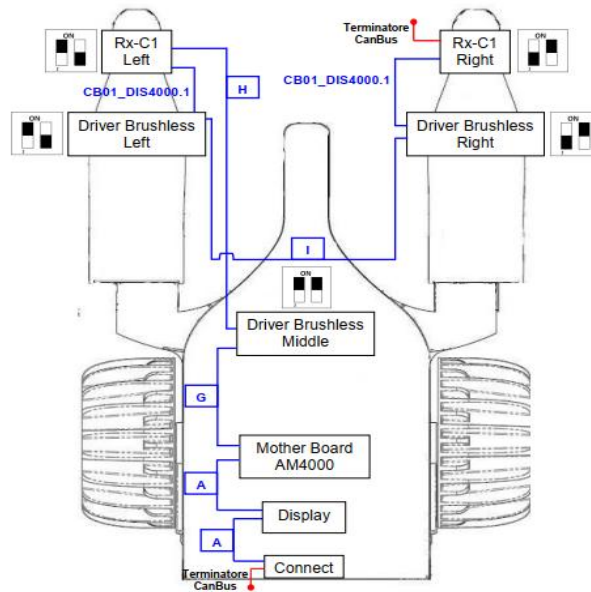 Terminatore
CanBus
ON
Rx-C1
Left
Rx-C1
Right
ON
CB01_DIS4000.1
H
CB01_DIS4000.1
ON
Driver Brushless
Left
Driver Brushless
Right
ON
I
ON
Driver Brushless
Middle
G
Mother Board
AM4000
A
Display
A
Connect
Terminatore
CanBus